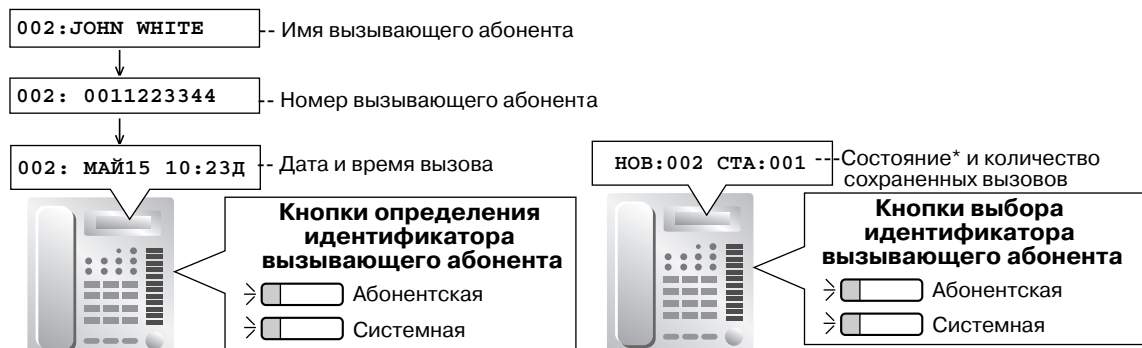 002:JOHN WHITE
Имя вызывающего абонента
002: 0011223344
Номер вызывающего абонента
002: МАЙ15 10:23Д
Дата и время вызова
Кнопки определения
идентификатора
вызывающего абонента
Абонентская
Системная
НОВ:002 СТА:001
Состояние* и количество
сохраненных вызовов
Кнопки выбора
идентификатора
вызывающего абонента
Абонентская
Системная